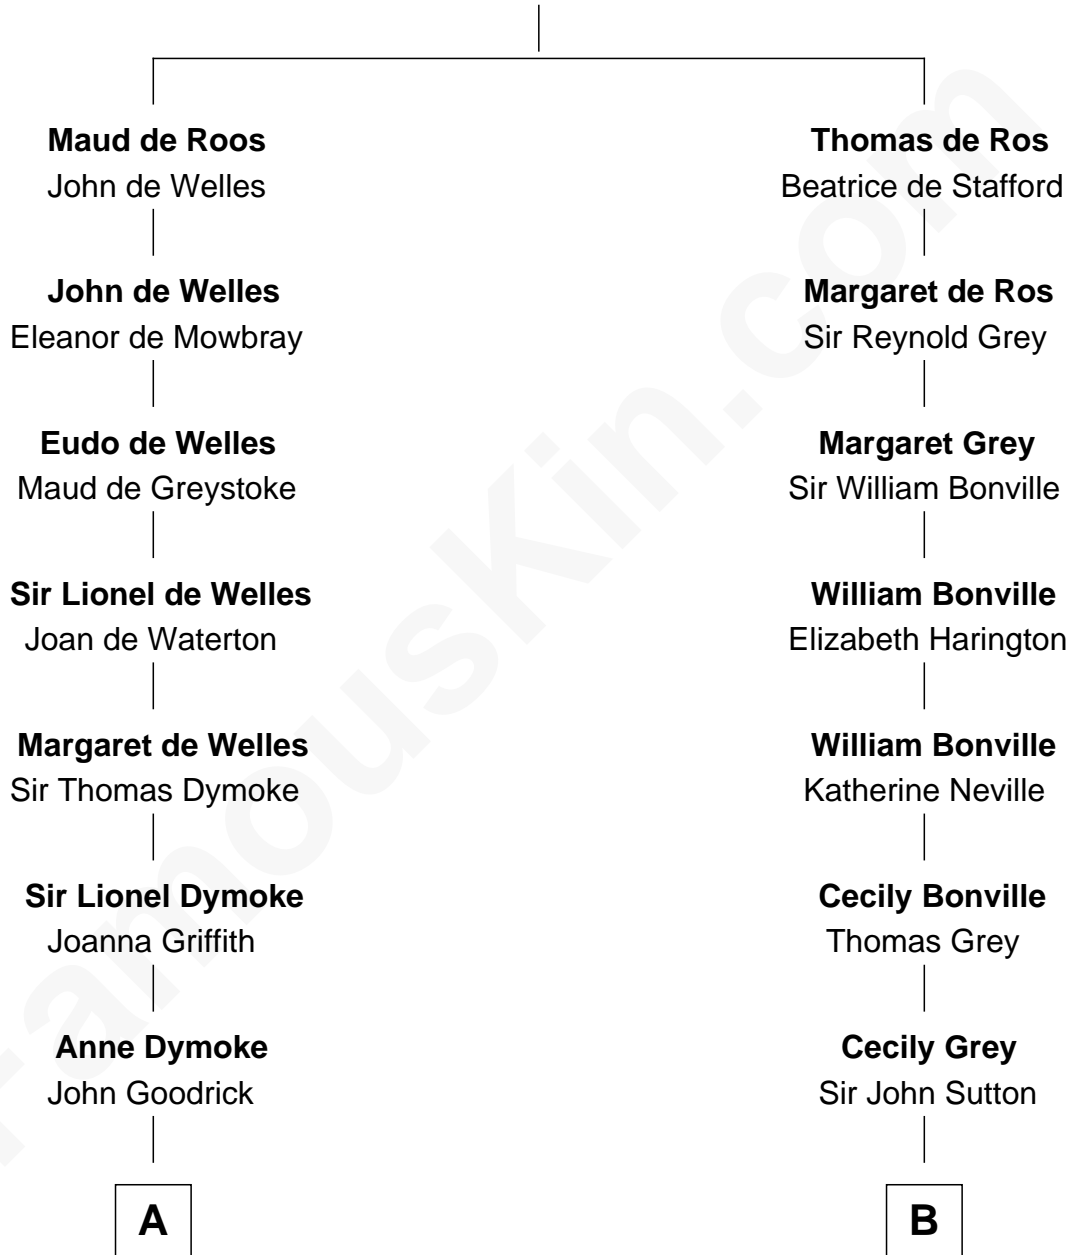 Maud de Roos
John de Welles
Thomas de Ros
Beatrice de Stafford
John de Welles
Eleanor de Mowbray
Margaret de Ros
Sir Reynold Grey
Eudo de Welles
Maud de Greystoke
Margaret Grey
Sir William Bonville
Sir Lionel de Welles
Joan de Waterton
William Bonville
Elizabeth Harington
Margaret de Welles
Sir Thomas Dymoke
William Bonville
Katherine Neville
Sir Lionel Dymoke
Joanna Griffith
Cecily Bonville
Thomas Grey
Anne Dymoke
John Goodrick
Cecily Grey
Sir John Sutton
A
B
FamousKin.com